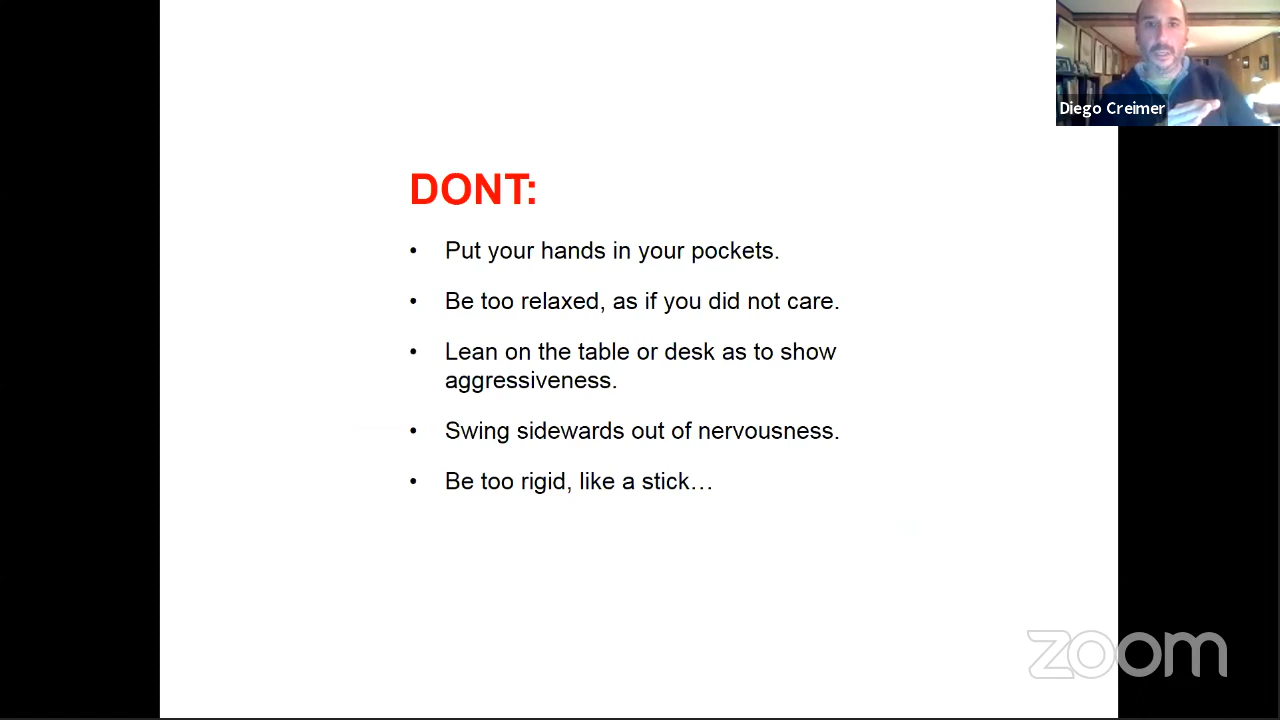 Diego Creimer
DONT:
• Put your hands in your pockets.
• Be too relaxed, as if you did not care.
• Lean on the table or desk as to show
aggressiveness.
• Swing sidewards out of nervousness.
• Be too rigid, like a stick…
zoom